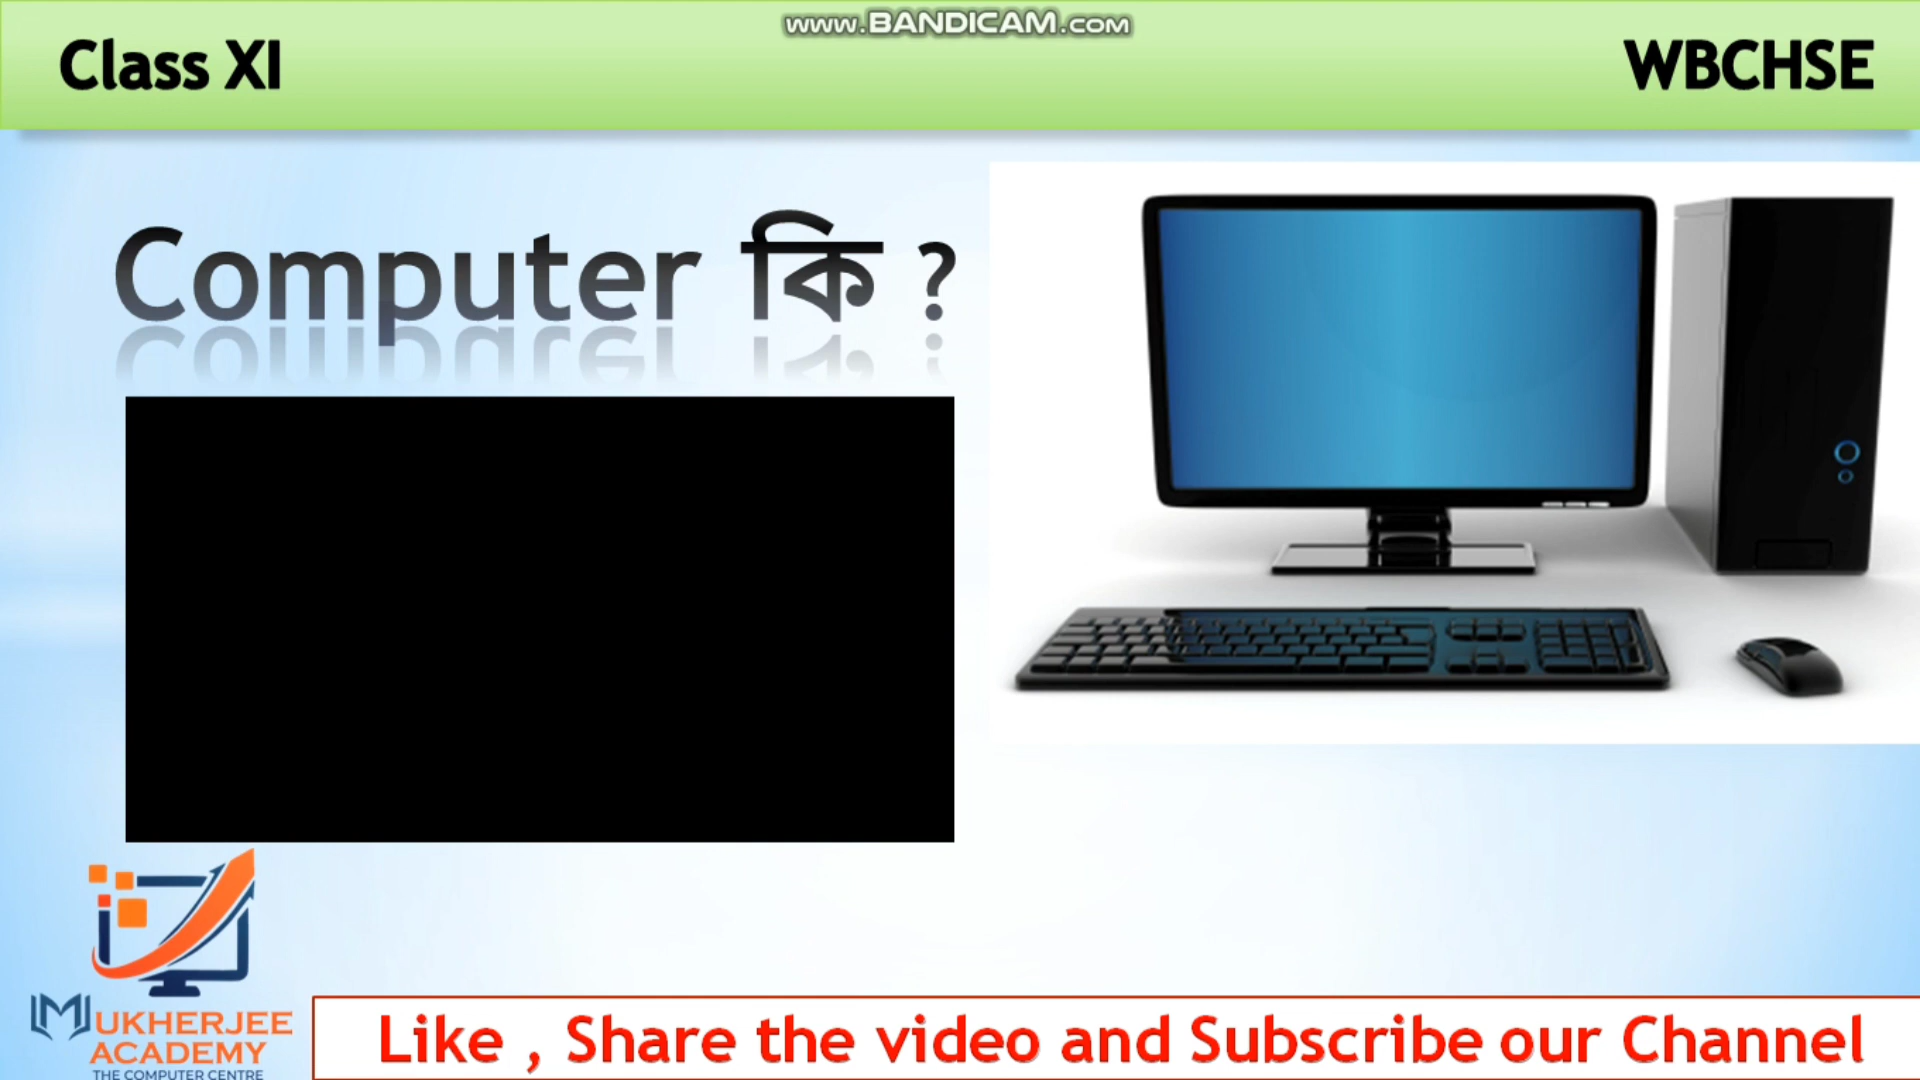 www.BANDICAM.com
Class XI
WBCHSE
Computer কি ?
MUKHERJEE
ACADEMY
THE COMPUTER CENTRE
Like , Share the video and Subscribe our Channel